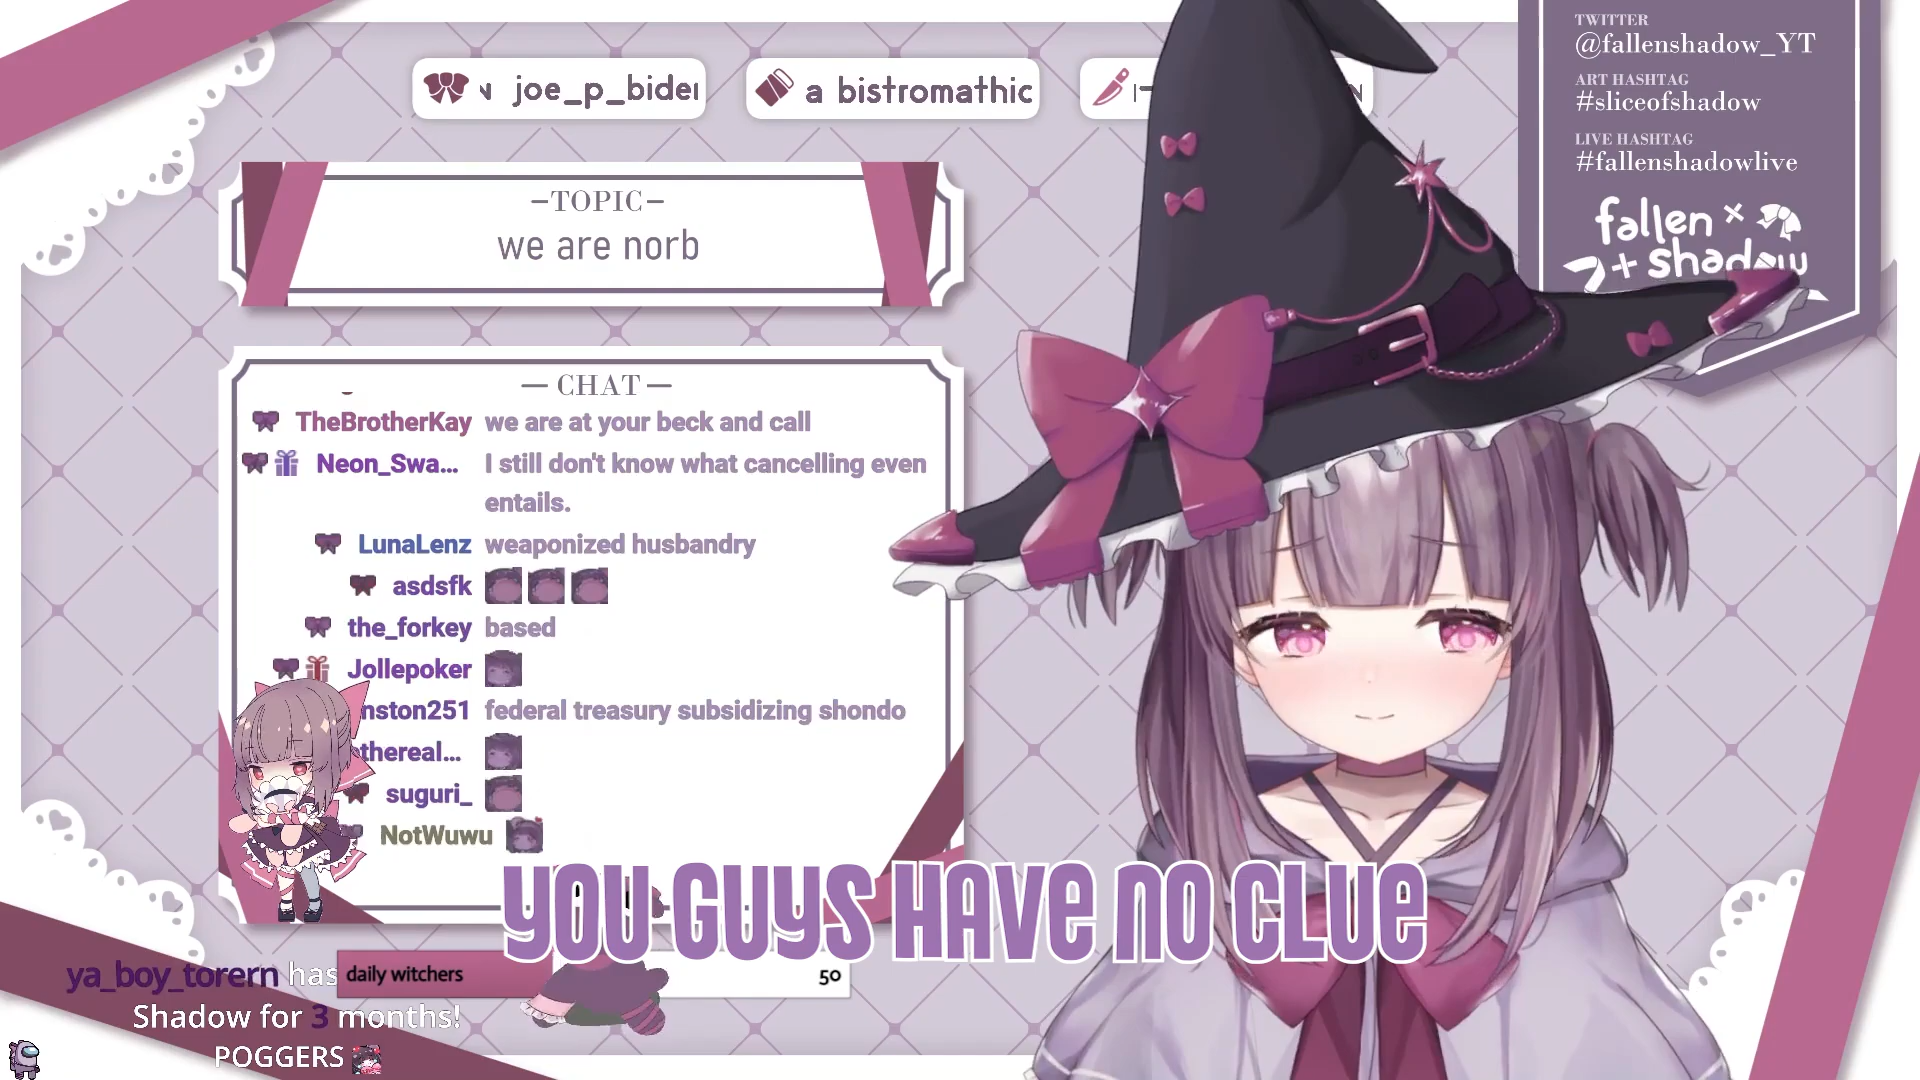 joe_p_biden
a bistromathic
TWITTER
@fallenshadow_YT
ART HASHTAG
#sliceofshadow
LIVE HASHTAG
#fallenshadowlive
fallen
shadow
-TOPIC-
we are norb
— CHAT —
TheBrotherKay we are at your beck and call
Neon_Swa... I still don't know what cancelling even
entails.
LunaLenz weaponized husbandry
asdsfk
the_forkey based
Jollepoker
nston251 federal treasury subsidizing shondo
thereal...
suguri_
NotWuwu
YOU GUYS HAVE NO CLUE
ya_boy_torern has
Shadow for 3 months!
POGGERS
daily witchers
50